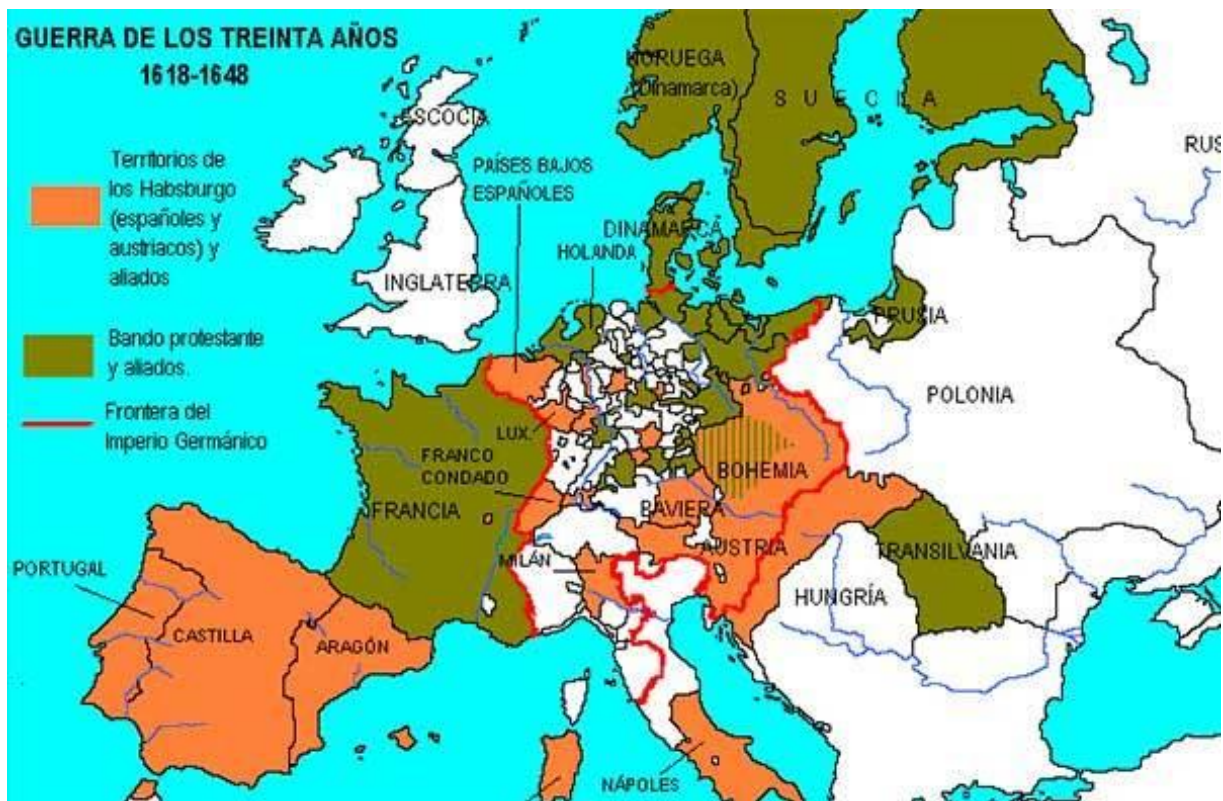 GUERRA DE LOS TREINTA AÑOS
1618-1648
Territorios de
los Habsburgo
(españoles y
austriacos) y
aliados
Bando protestante
y aliados.
Frontera del
Imperio Germánico
NORUEGA
(Dinamarca)
SUECIA
RUS
ESCOCIA
PAÍSES BAJOS
ESPAÑOLES
DINAMARCA
HOLANDA
INGLATERRA
PRUSIA
POLONIA
LUX.
FRANCO
CONDADO
BOHEMIA
FRANCIA
BAVIERA
AUSTRIA
TRANSILVANIA
MILÁN
HUNGRÍA
PORTUGAL
CASTILLA
ARAGÓN
NÁPOLES